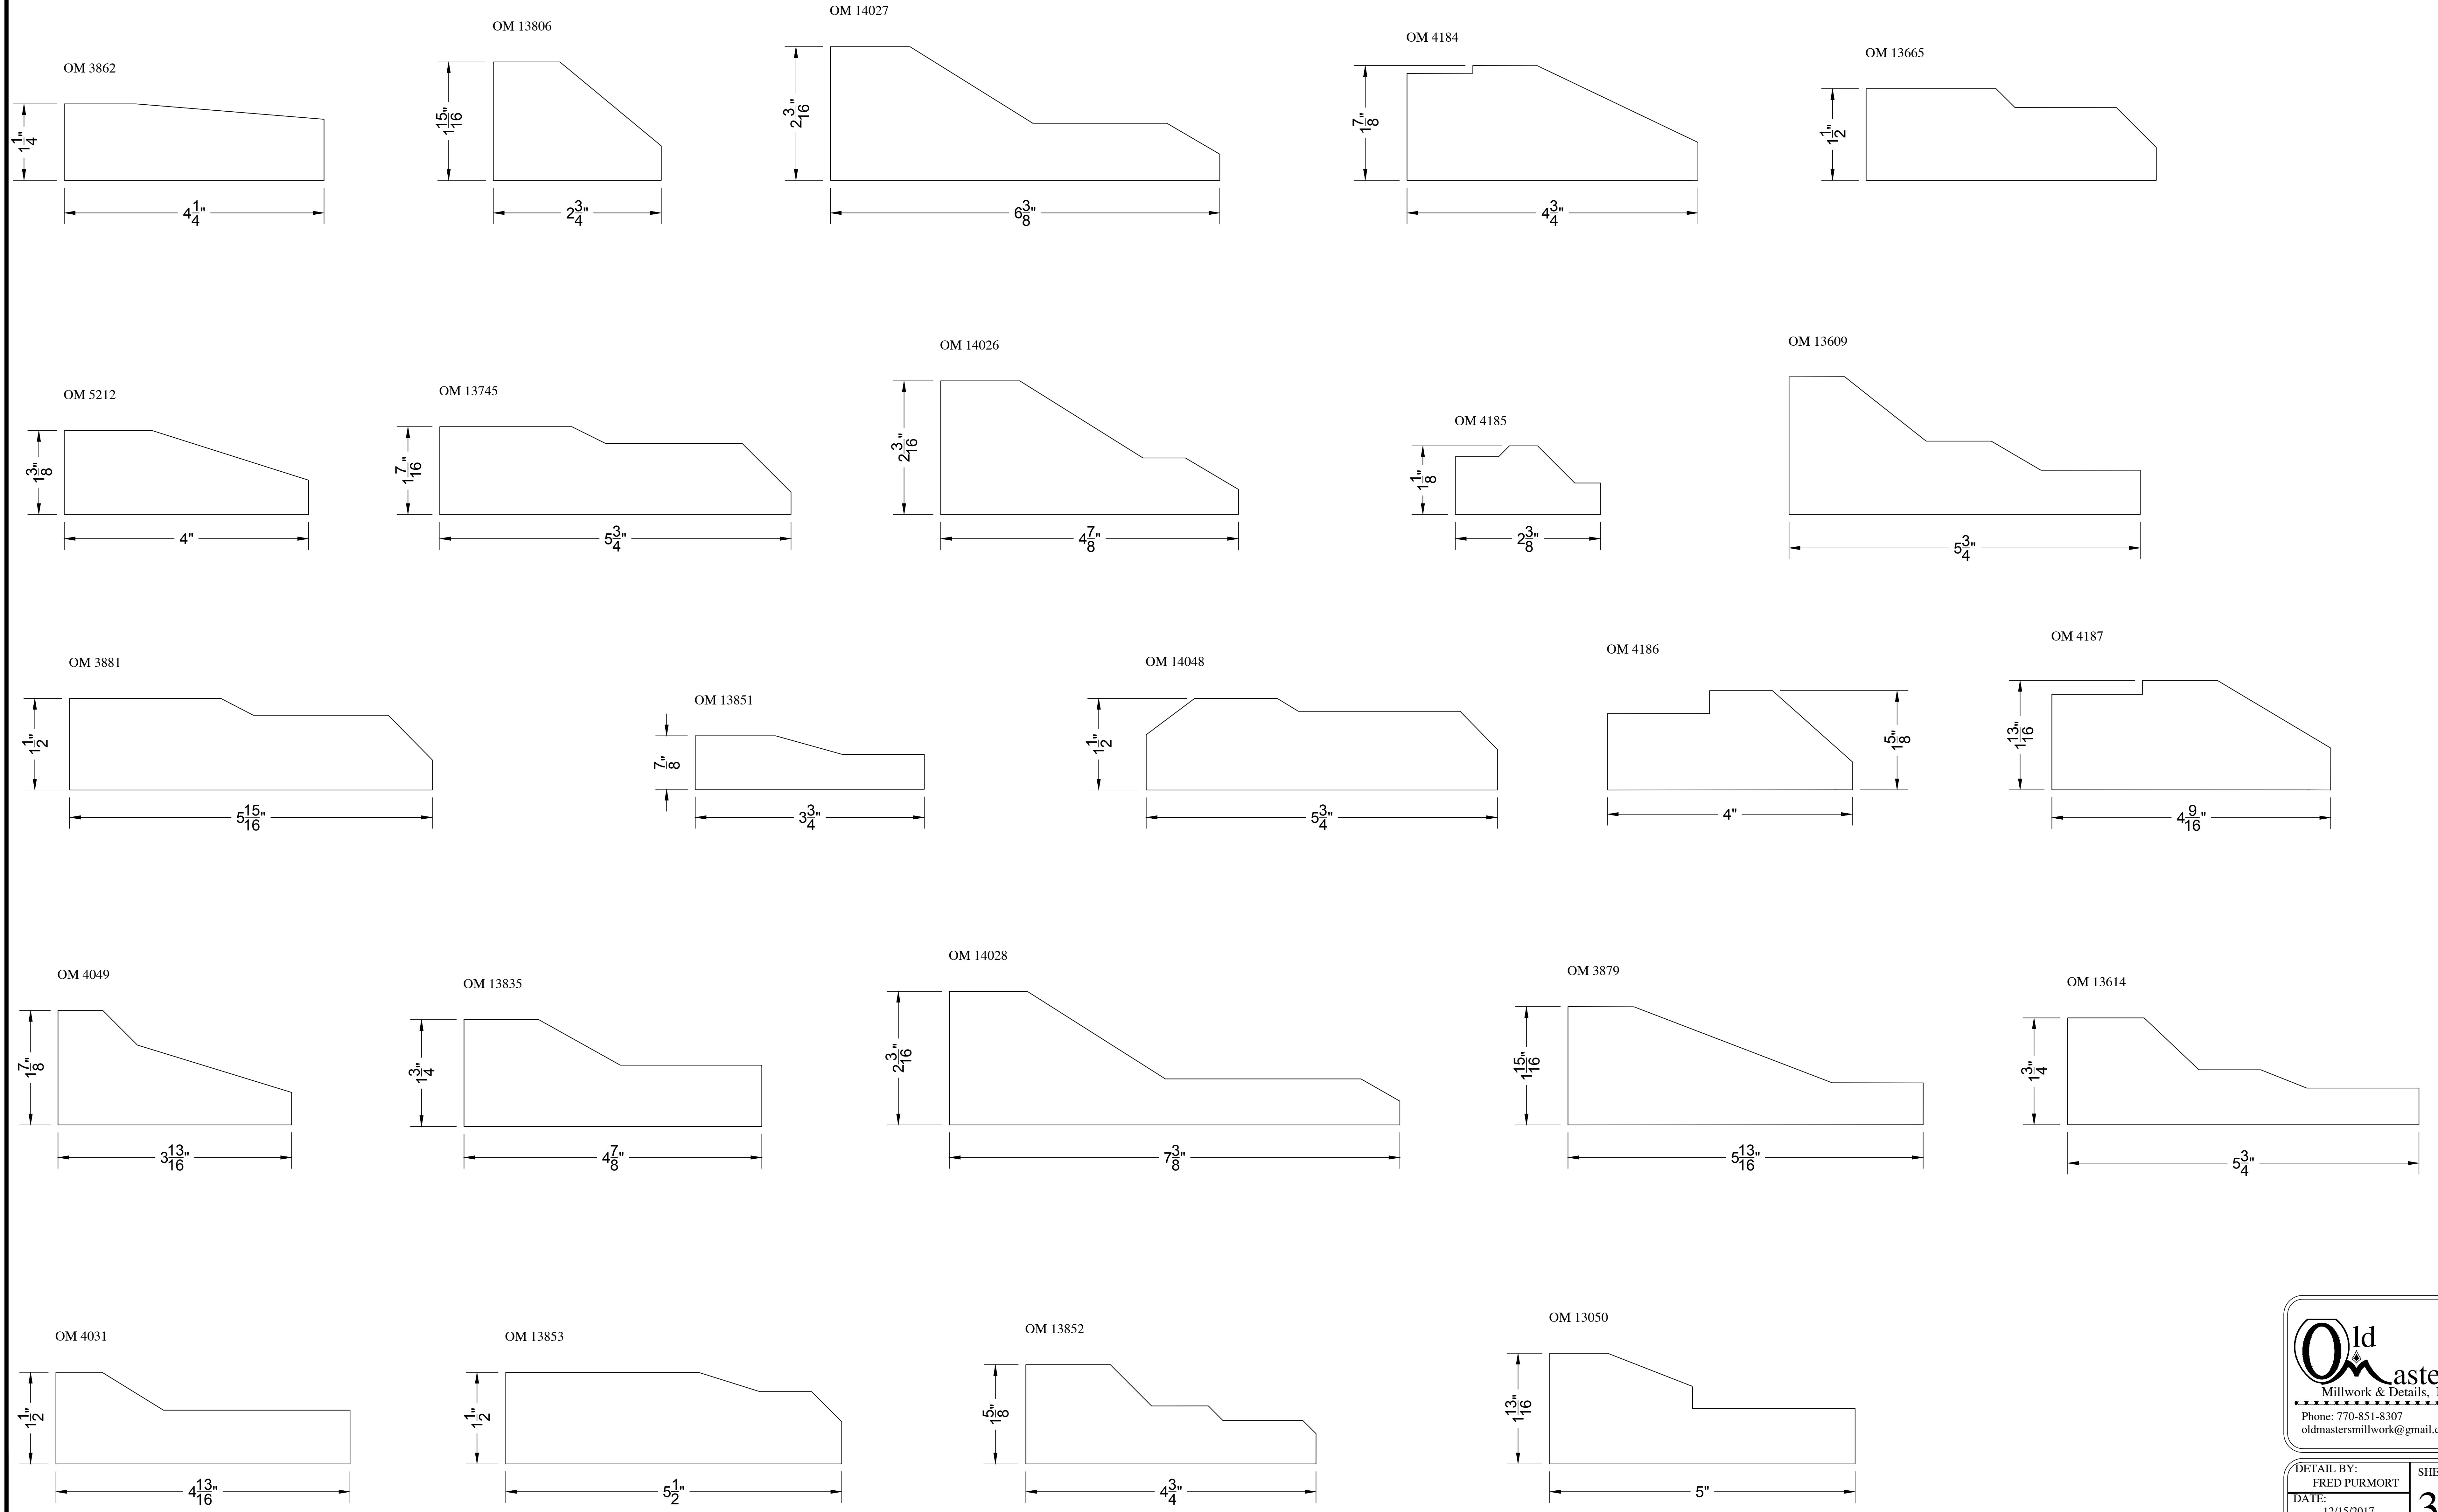 OM 3862
1 1/4"
4 1/4"
OM 13806
1 15/16"
2 3/4"
OM 14027
2 3/16"
6 3/8"
OM 4184
1 7/8"
4 3/4"
OM 13665
1 1/2"
OM 5212
1 3/8"
4"
OM 13745
1 7/16"
5 3/4"
OM 14026
2 3/16"
4 7/8"
OM 4185
1 1/8"
2 3/8"
OM 13609
5 3/4"
OM 3881
1 1/2"
5 15/16"
OM 13851
7/8"
3 3/4"
OM 14048
1 1/2"
5 3/4"
OM 4186
1 5/8"
4"
OM 4187
1 13/16"
4 9/16"
OM 4049
1 7/8"
3 13/16"
OM 13835
1 3/4"
4 7/8"
OM 14028
2 3/16"
7 3/8"
OM 3879
1 15/16"
5 13/16"
OM 13614
1 3/4"
5 3/4"
OM 4031
1 1/2"
4 13/16"
OM 13853
1 1/2"
5 1/2"
OM 13852
1 5/8"
4 3/4"
OM 13050
1 13/16"
5"
Old
Maste
Millwork & Details,
Phone: 770-851-8307
oldmastersmillwork@gmail.c
DETAIL BY:
FRED PURMORT
SHE
DATE:
12/15/2017
3